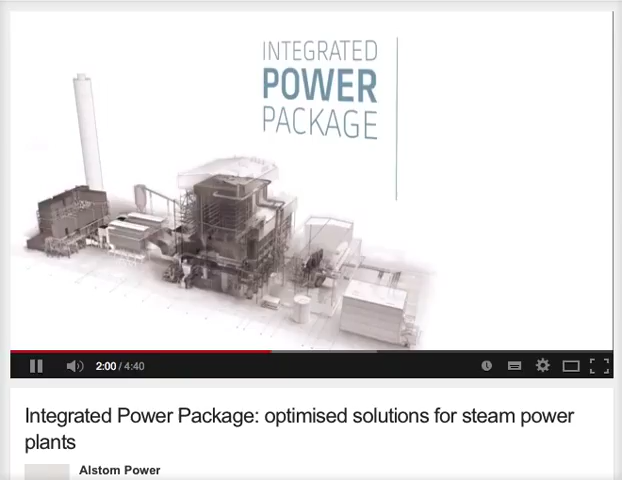 INTEGRATED
POWER
PACKAGE
2:00 / 4:40
Integrated Power Package: optimised solutions for steam power
plants
Alstom Power